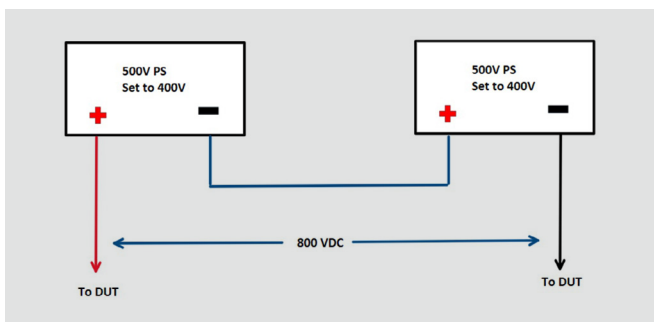 500V PS
Set to 400V
500V PS
Set to 400V
+ -
+ -
800 VDC
To DUT
To DUT